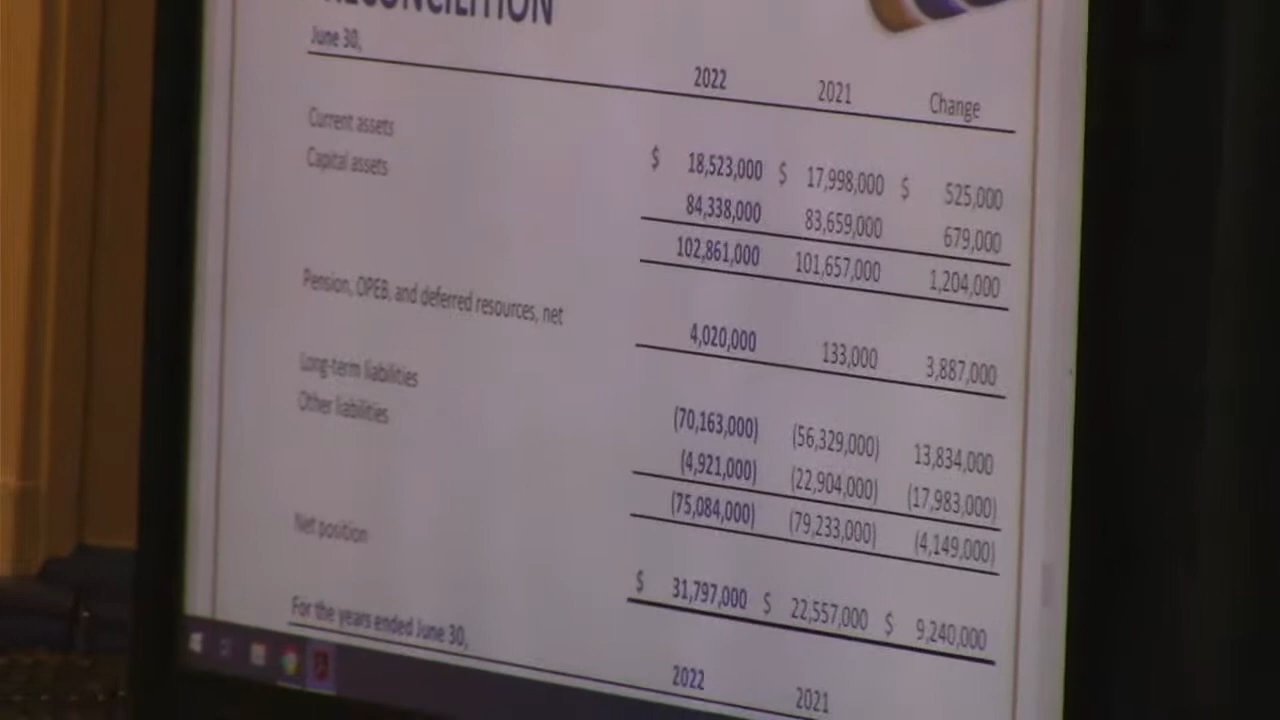 RECONCILITION
June 30,
2022 2021 Change
Current assets $ 18,523,000 $ 17,998,000 $ 525,000
Capital assets 84,338,000 83,659,000 679,000
102,861,000 101,657,000 1,204,000
Pension, OPEB, and deferred resources, net 4,020,000 133,000 3,887,000
Long-term liabilities (70,163,000) (56,329,000) 13,834,000
Other liabilities (4,921,000) (22,904,000) (17,983,000)
(75,084,000) (79,233,000) (4,149,000)
Net position $ 31,797,000 $ 22,557,000 $ 9,240,000
For the years ended June 30,
2022 2021